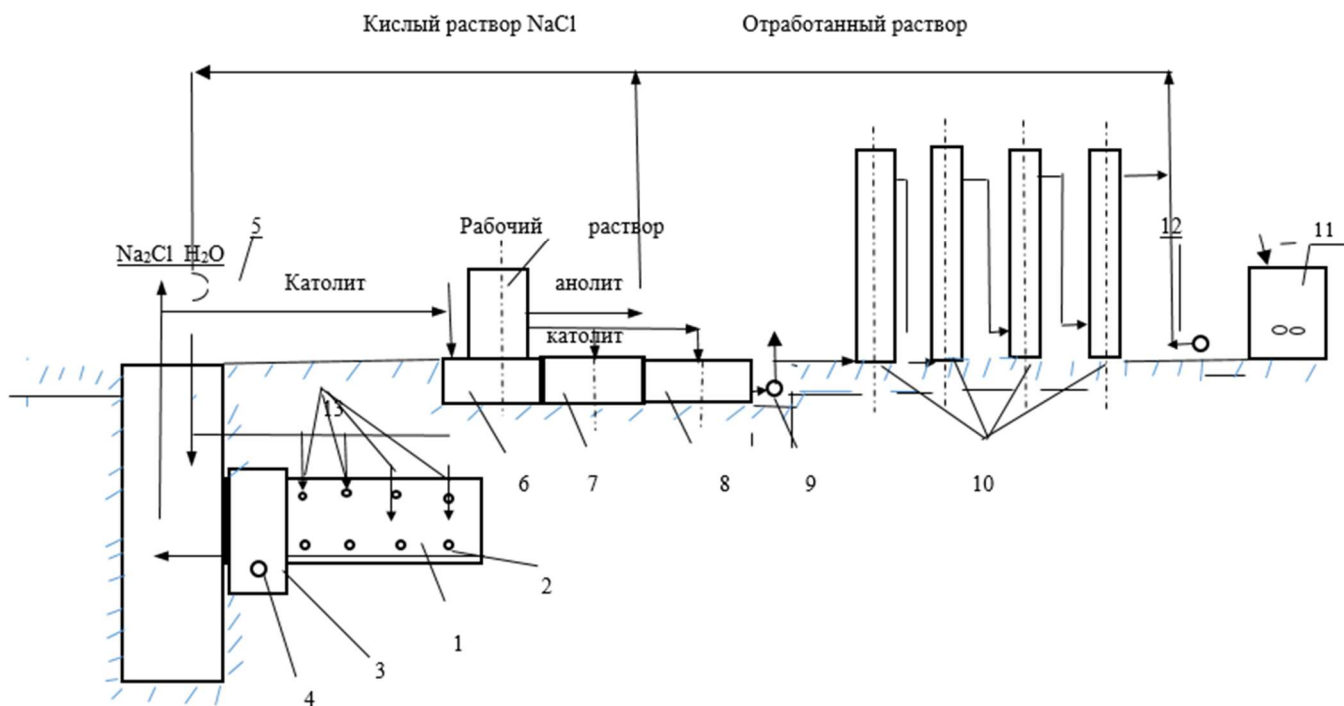 Кислый раствор NaCl Отработанный раствор
5 Рабочий раствор 12 11
Na₂Cl H₂O
Католит анолит
католит
13
6 7 8 9 10
2
1
3
4